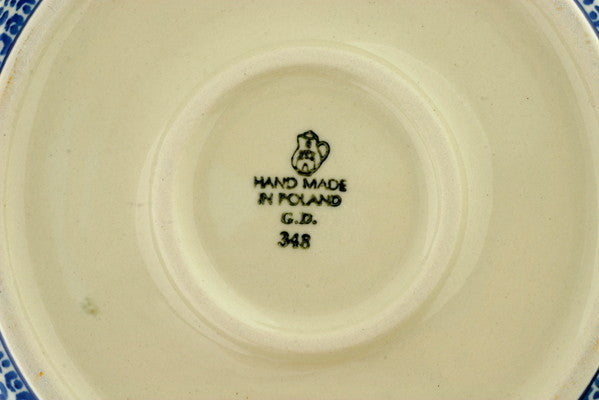 HAND MADE
IN POLAND
G.D.
348